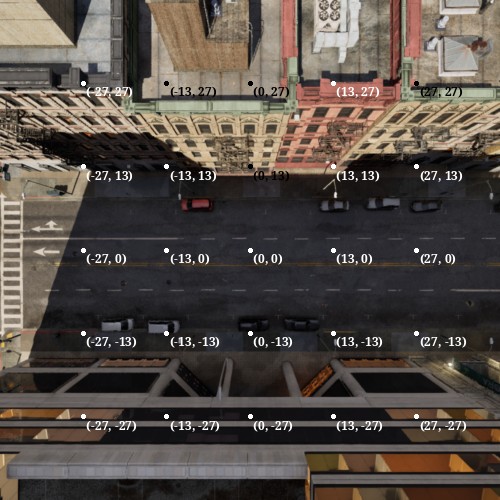 (-27, 27) (-13, 27) (0, 27) (13, 27) (27, 27)
(-27, 13) (-13, 13) (0, 13) (13, 13) (27, 13)
(-27, 0) (-13, 0) (0, 0) (13, 0) (27, 0)
(-27, -13) (-13, -13) (0, -13) (13, -13) (27, -13)
(-27, -27) (-13, -27) (0, -27) (13, -27) (27, -27)